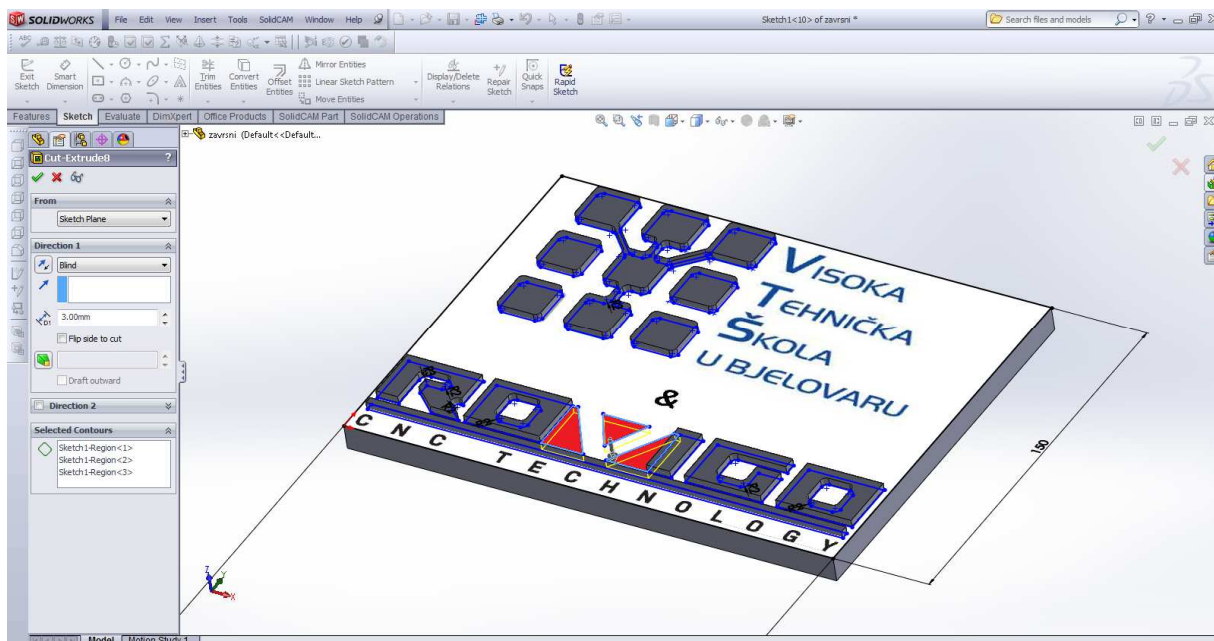 SOLIDWORKS File Edit View Insert Tools SolidCAM Window Help
Sketch1<10> of zavrsni *
Search files and models
Exit Sketch
Smart Dimension
Trim Entities
Convert Entities
Offset Entities
Mirror Entities
Linear Sketch Pattern
Move Entities
Display/Delete Relations
Repair Sketch
Quick Snaps
Rapid Sketch
Features Sketch Evaluate DimXpert Office Products SolidCAM Part SolidCAM Operations
zavrsni (Default<<Default...
Cut-Extrude8 ?
From
Sketch Plane
Direction 1
Blind
D1 3.00mm
Flip side to cut
Draft outward
Direction 2
Selected Contours
Sketch1-Region<1>
Sketch1-Region<2>
Sketch1-Region<3>
VISOKA
TEHNIČKA
ŠKOLA
U BJELOVARU
&
CNC TECHNOLOGY
150
Z Y X
Model Motion Study 1